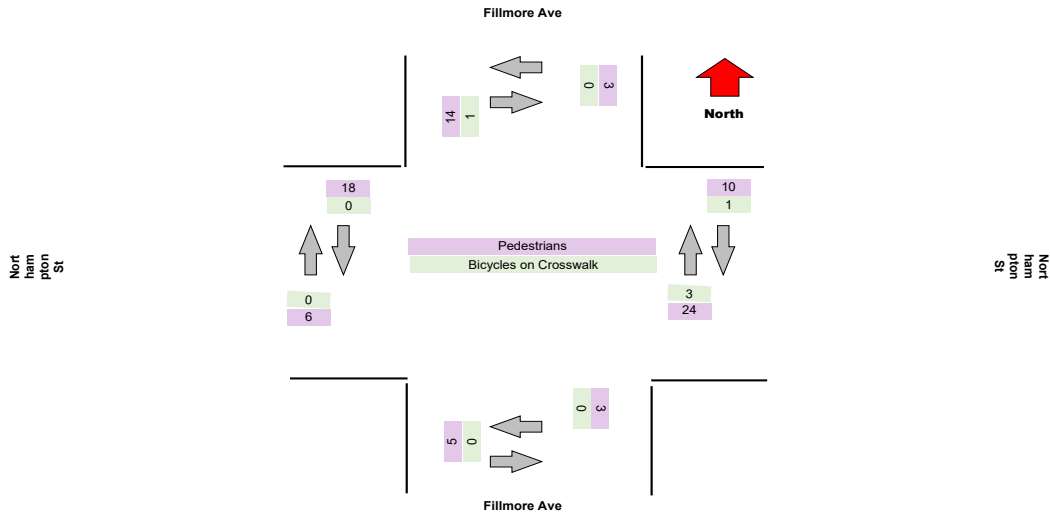 Fillmore Ave
0
3
14
1
North
18
0
10
1
Nort
ham
pton
St
Pedestrians
Bicycles on Crosswalk
Nort
ham
pton
St
0
6
3
24
0
3
5
0
Fillmore Ave